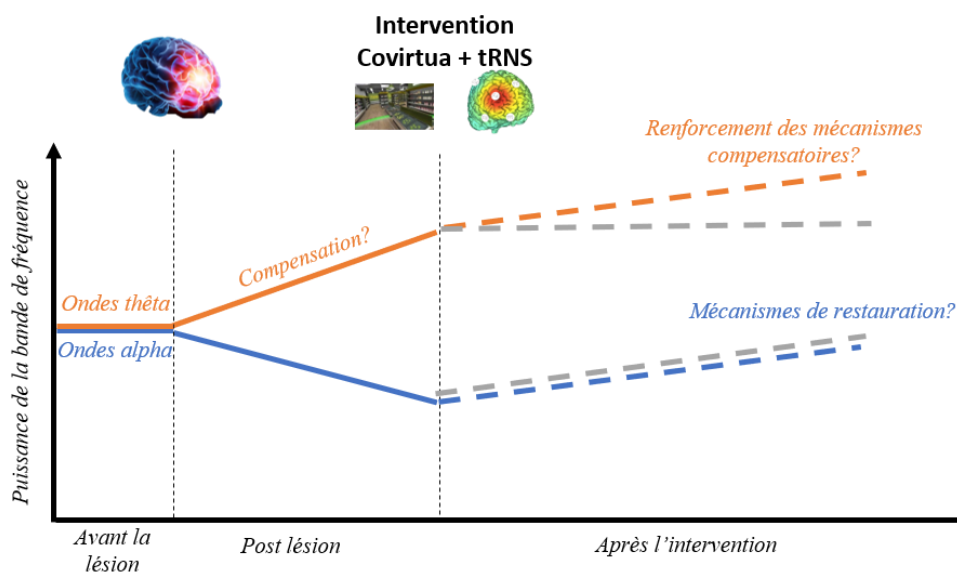 Intervention
Covirtua + tRNS
Renforcement des mécanismes
compensatoires?
Puissance de la bande de fréquence
Compensation?
Ondes thêta
Ondes alpha
Mécanismes de restauration?
Avant la
lésion
Post lésion
Après l’intervention